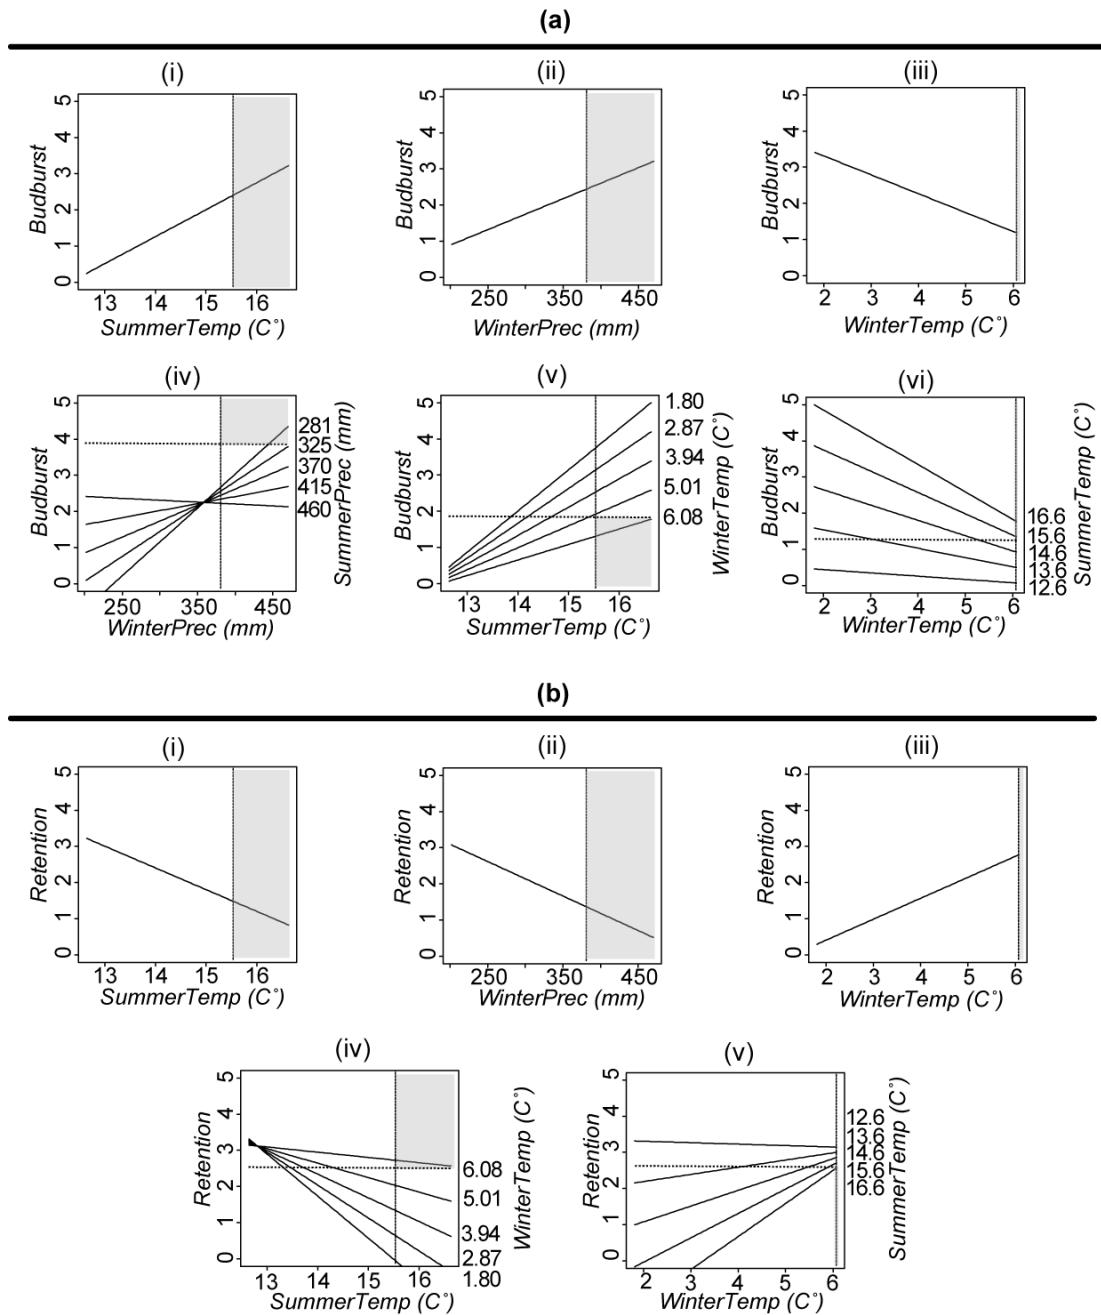 (a)
(i)
(ii)
(iii)
Budburst
0 1 2 3 4 5
13 14 15 16
SummerTemp (C˚)
Budburst
0 1 2 3 4 5
250 350 450
WinterPrec (mm)
Budburst
0 1 2 3 4 5
2 3 4 5 6
WinterTemp (C˚)
(iv)
(v)
(vi)
Budburst
0 1 2 3 4 5
250 350 450
WinterPrec (mm)
281
325
370
415
460
SummerPrec (mm)
Budburst
0 1 2 3 4 5
13 14 15 16
SummerTemp (C˚)
1.80
2.87
3.94
5.01
6.08
WinterTemp (C˚)
Budburst
0 1 2 3 4 5
2 3 4 5 6
WinterTemp (C˚)
16.6
15.6
14.6
13.6
12.6
SummerTemp (C˚)
(b)
(i)
(ii)
(iii)
Retention
0 1 2 3 4 5
13 14 15 16
SummerTemp (C˚)
Retention
0 1 2 3 4 5
250 350 450
WinterPrec (mm)
Retention
0 1 2 3 4 5
2 3 4 5 6
WinterTemp (C˚)
(iv)
(v)
Retention
0 1 2 3 4 5
13 14 15 16
SummerTemp (C˚)
6.08
5.01
3.94
2.87
1.80
WinterTemp (C˚)
Retention
0 1 2 3 4 5
2 3 4 5 6
WinterTemp (C˚)
12.6
13.6
14.6
15.6
16.6
SummerTemp (C˚)